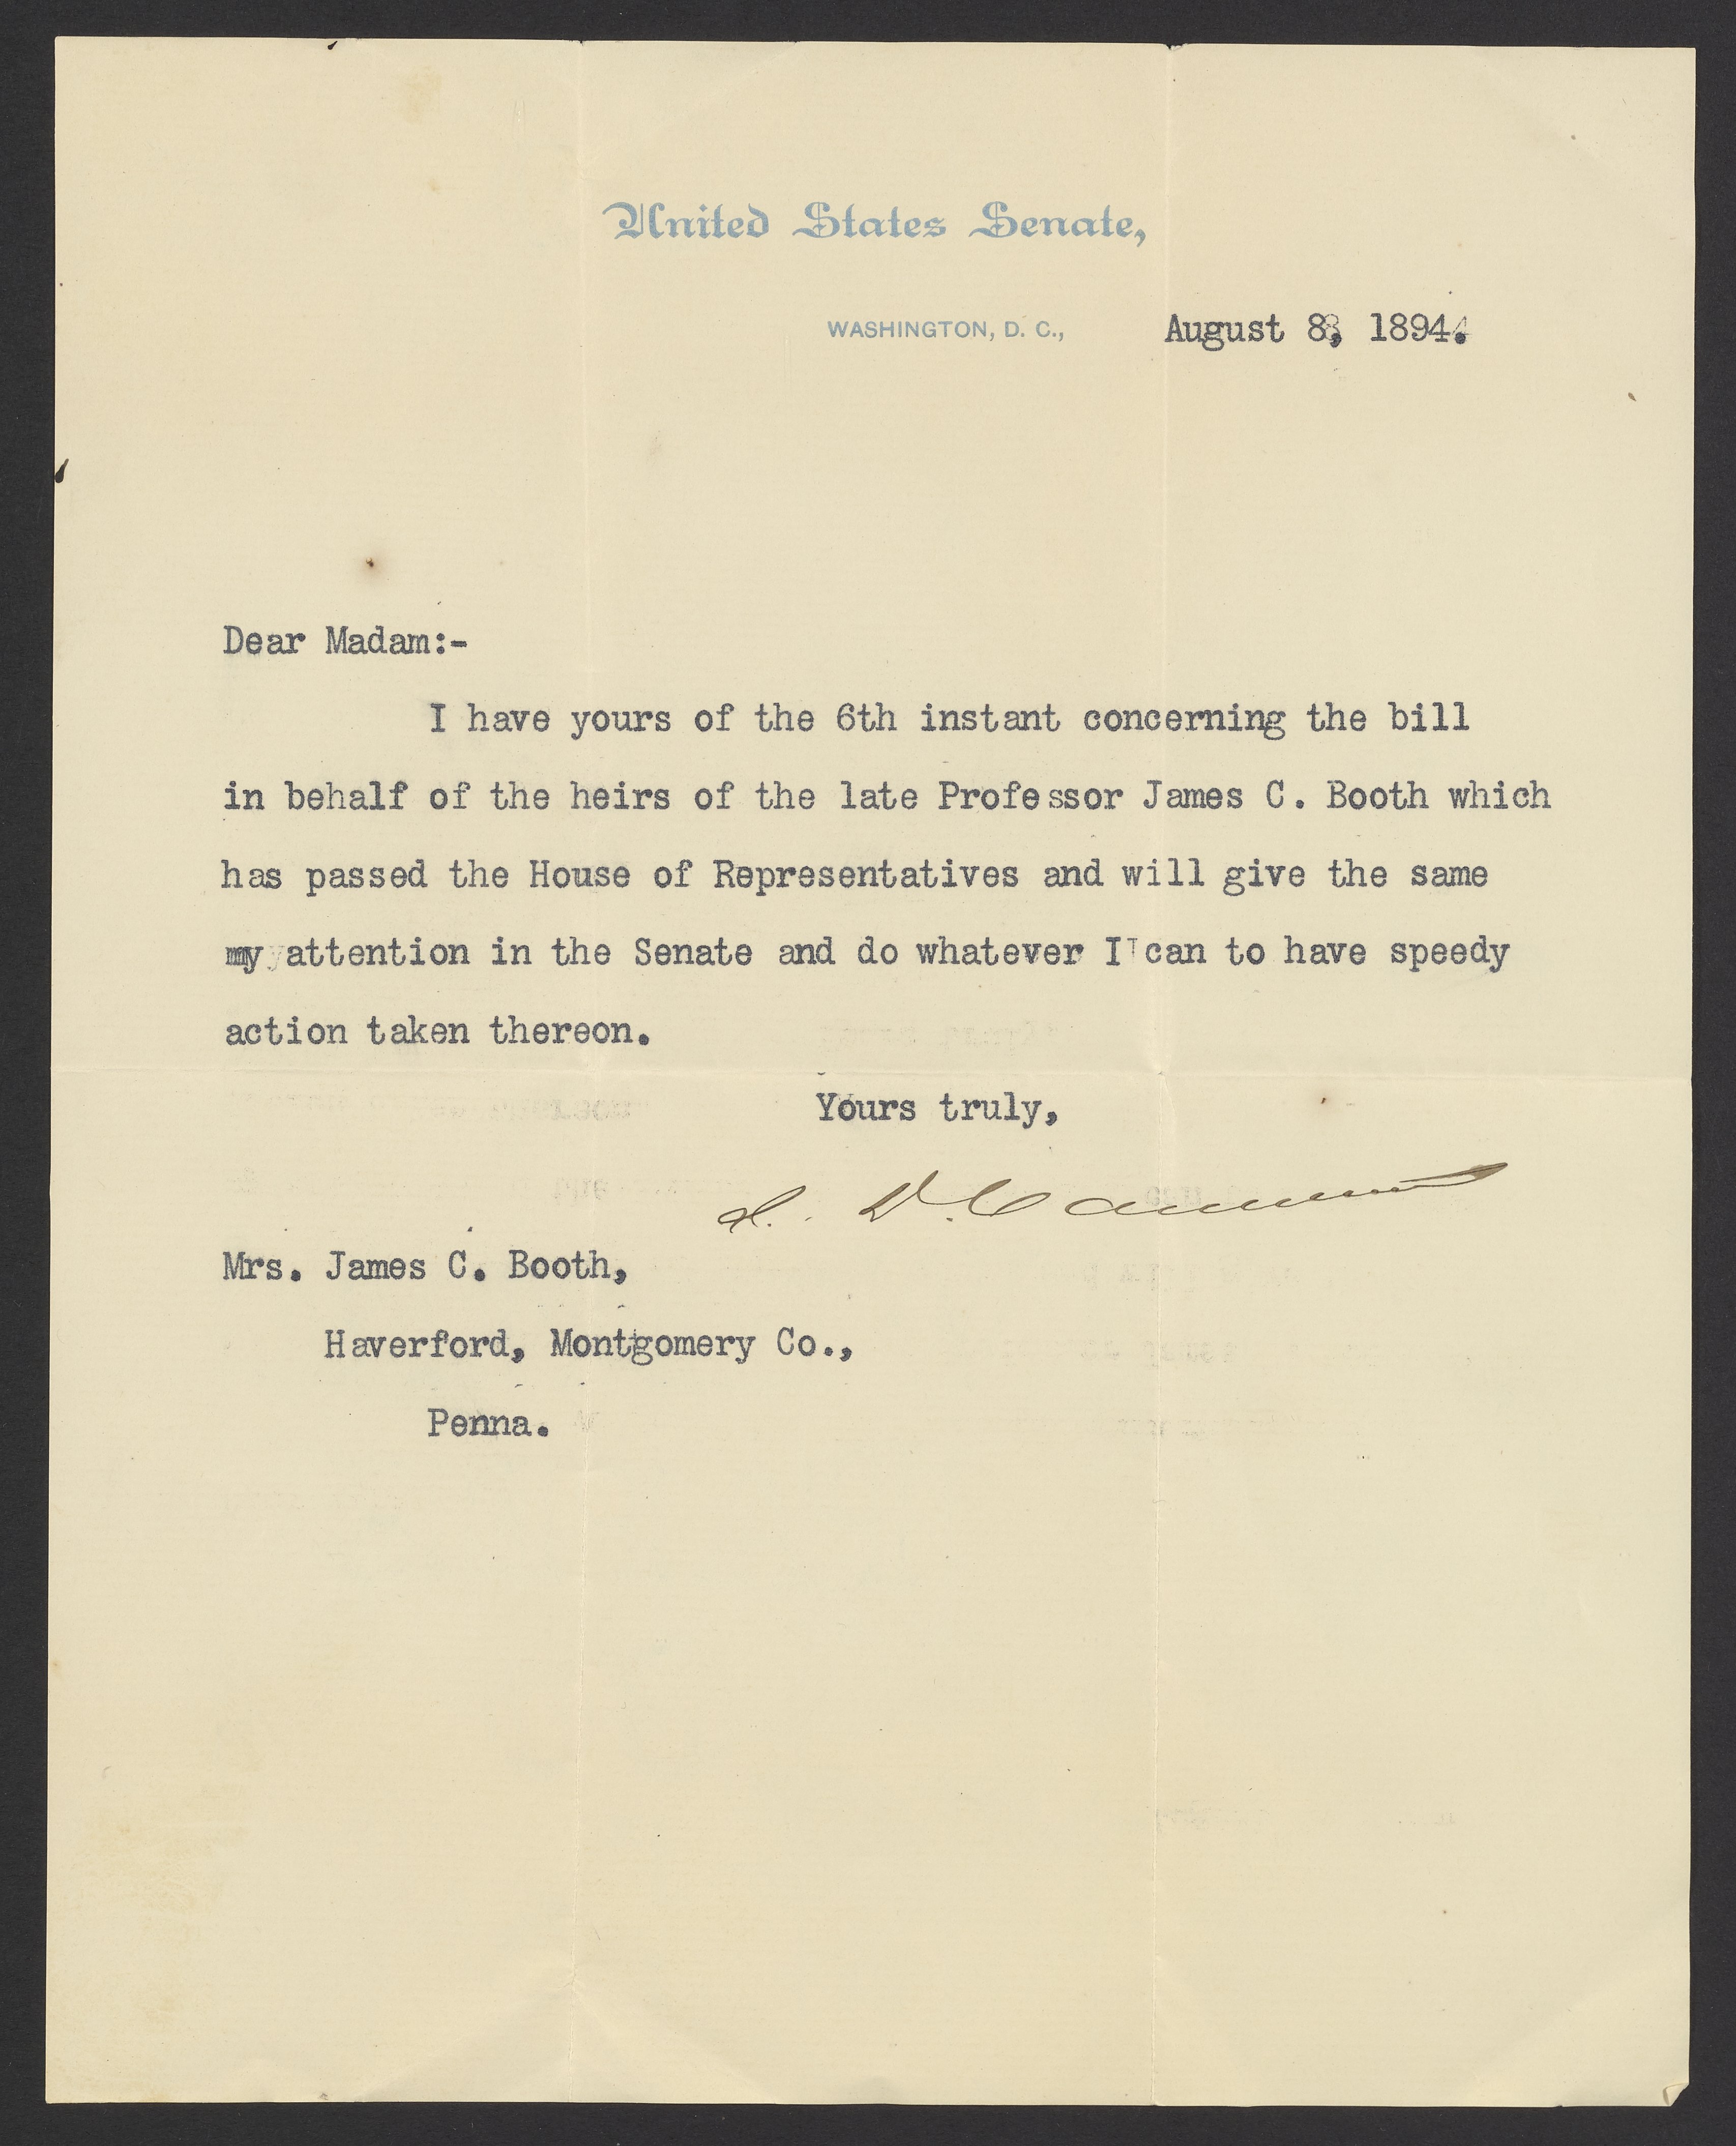 United States Senate,
WASHINGTON, D. C., August 8, 1894.
Dear Madam:-
I have yours of the 6th instant concerning the bill
in behalf of the heirs of the late Professor James C. Booth which
has passed the House of Representatives and will give the same
my attention in the Senate and do whatever I can to have speedy
action taken thereon.
Yours truly,
Mrs. James C. Booth,
Haverford, Montgomery Co.,
Penna.